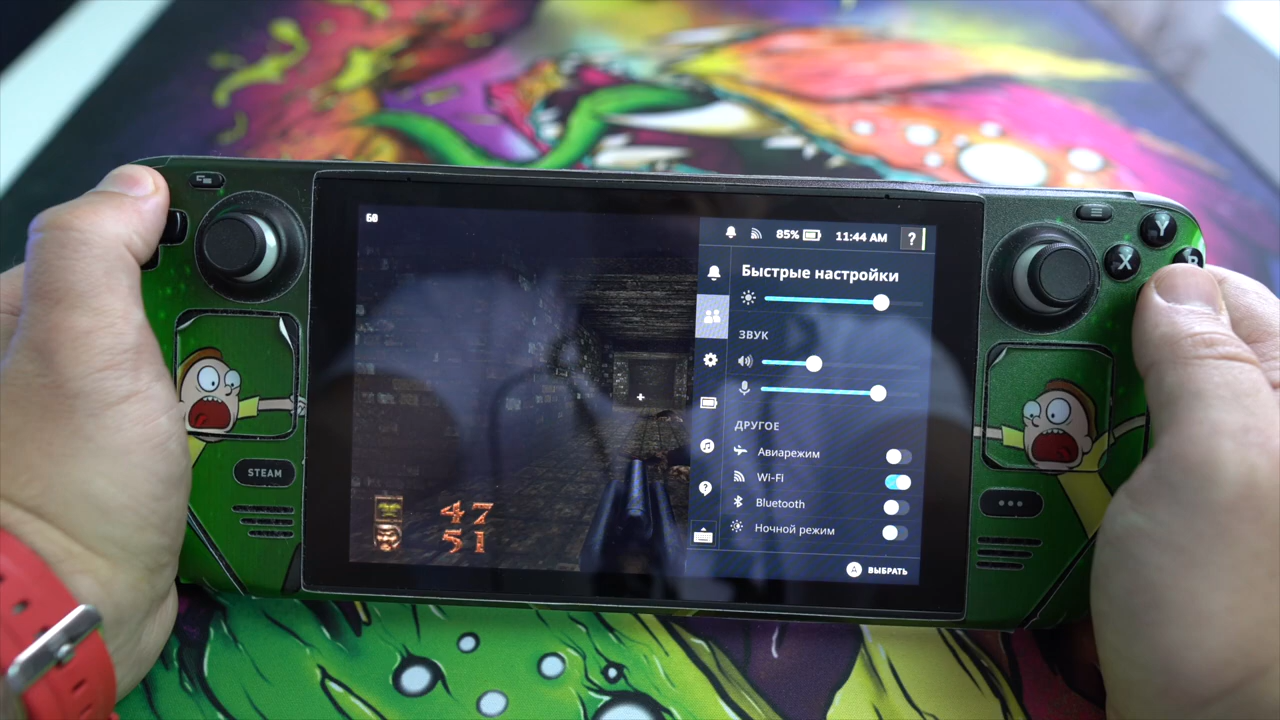 60
85% 11:44 AM ?
Быстрые настройки
ЗВУК
ДРУГОЕ
Авиарежим
Wi-Fi
Bluetooth
Ночной режим
A ВЫБРАТЬ
47
51
STEAM
Y
X
B